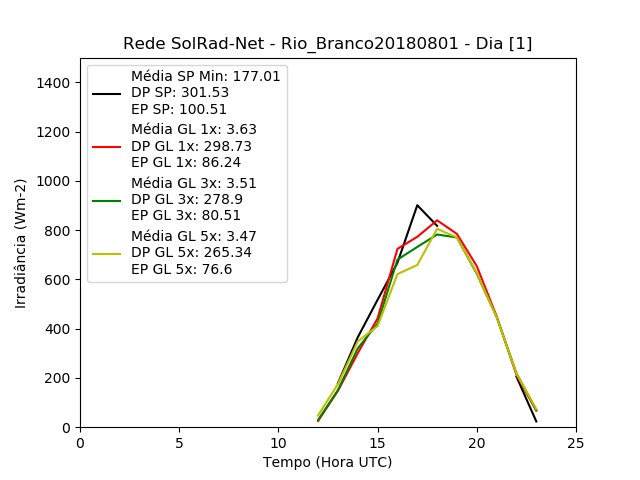 Rede SolRad-Net - Rio_Branco20180801 - Dia [1]
Média SP Min: 177.01
DP SP: 301.53
EP SP: 100.51
Média GL 1x: 3.63
DP GL 1x: 298.73
EP GL 1x: 86.24
Média GL 3x: 3.51
DP GL 3x: 278.9
EP GL 3x: 80.51
Média GL 5x: 3.47
DP GL 5x: 265.34
EP GL 5x: 76.6
Irradiância (Wm-2)
1400
1200
1000
800
600
400
200
0
0 5 10 15 20 25
Tempo (Hora UTC)